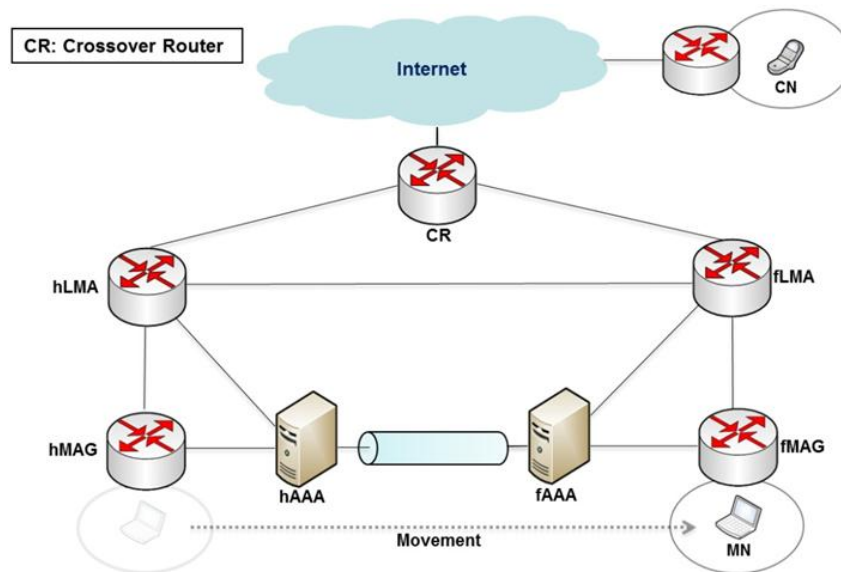 CR: Crossover Router
Internet
CN
CR
hLMA
fLMA
hMAG
hAAA
fAAA
fMAG
Movement
MN